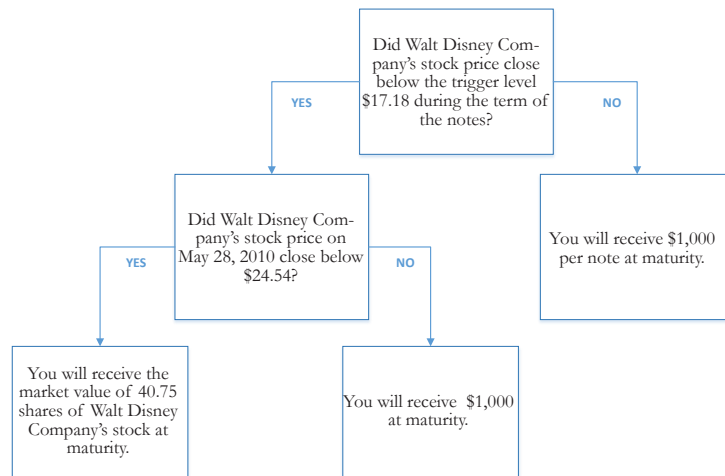 Did Walt Disney Com-
pany's stock price close
below the trigger level
$17.18 during the term of
the notes?
YES
NO
Did Walt Disney Com-
pany's stock price on
May 28, 2010 close below
$24.54?
You will receive $1,000
per note at maturity.
YES
NO
You will receive the
market value of 40.75
shares of Walt Disney
Company's stock at
maturity.
You will receive $1,000
at maturity.